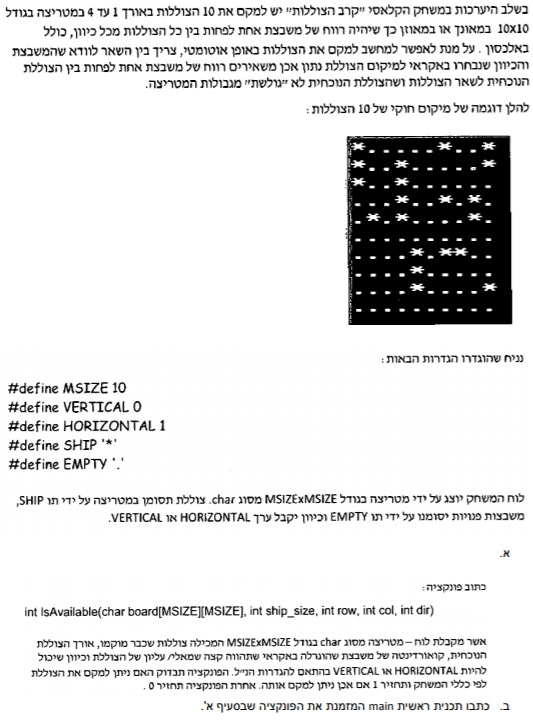 בשלב היערכות במשחק הקלאסי "קרב הצוללות" יש למקם את 10 הצוללות באורך 1 עד 4 במטריצה בגודל
10x10 במאונך או במאוזן כך שיהיה רווח של משבצת אחת לפחות בין כל הצוללות מכל כיוון, כולל
באלכסון . על מנת לאפשר למחשב למקם את הצוללות באופן אוטומטי, צריך בין השאר לוודא שהמשבצת
והכיוון שנבחרו באקראי למיקום הצוללת נתון אכן משאירים רווח של משבצת אחת לפחות בין הצוללת
הנוכחית לשאר הצוללות ושהצוללת הנוכחית לא "גולשת" מגבולות המטריצה.
להלן דוגמה של מיקום חוקי של 10 הצוללות :
* . . . . . * . . *
* . . * . . . . . *
* . . * . . . . . .
. . . * . . * . * .
. * . * . . . . * .
. . . . . . . . . .
. . . . * . * * . .
. . . . * . . . . .
. . . . * . . . * .
. . . . . . . . . .
נניח שהוגדרו הגדרות הבאות :
#define MSIZE 10
#define VERTICAL 0
#define HORIZONTAL 1
#define SHIP '*'
#define EMPTY '.'
לוח המשחק יוצג על ידי מטריצה בגודל MSIZExMSIZE מסוג char. צוללת תסומן במטריצה על ידי תו SHIP,
משבצות פנויות יסומנו על ידי תו EMPTY וכיוון יקבל ערך HORIZONTAL או VERTICAL.
א.
כתוב פונקציה :
int IsAvailable(char board[MSIZE][MSIZE], int ship_size, int row, int col, int dir)
אשר מקבלת לוח – מטריצה מסוג char בגודל MSIZExMSIZE המכילה צוללות שכבר מוקמו, אורך הצוללת
הנוכחית, קואורדינטה של משבצת שהוגרלה באקראי שתהווה קצה שמאלי/ עליון של הצוללת וכיוון שיכול
להיות HORIZONTAL או VERTICAL בהתאם להגדרות הנ"ל. הפונקציה תבדוק האם ניתן למקם את הצוללת
לפי כללי המשחק ותחזיר 1 אם אכן ניתן למקם אותה. אחרת הפונקציה תחזיר 0 .
ב. כתבו תכנית ראשית main המזמנת את הפונקציה שבסעיף א'.